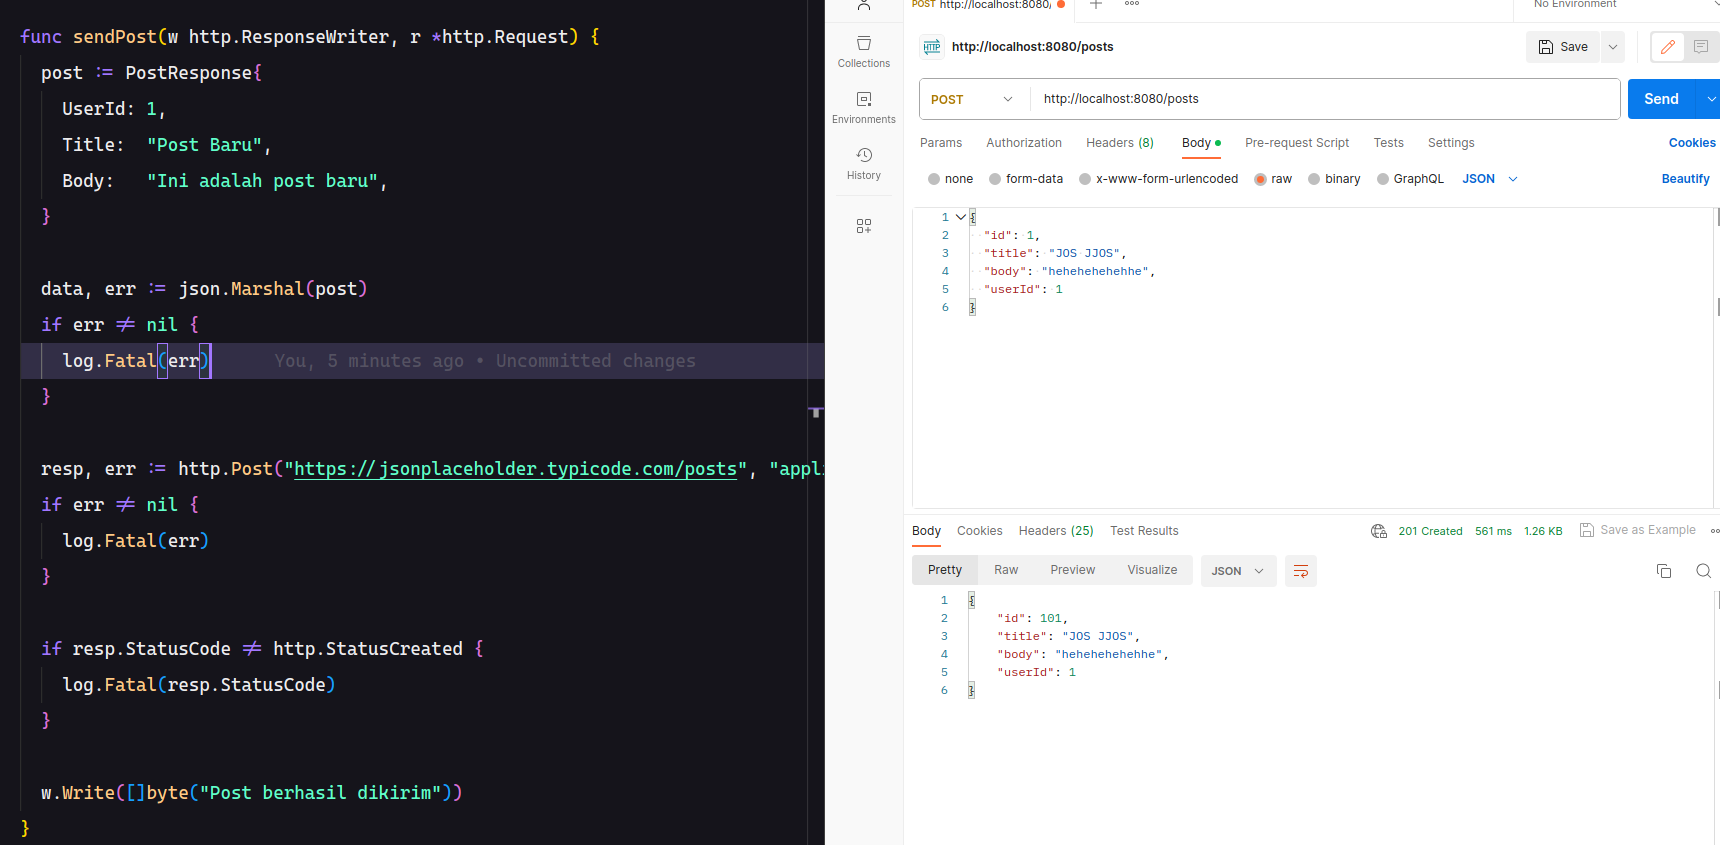 func sendPost(w http.ResponseWriter, r *http.Request) {
post := PostResponse{
UserId: 1,
Title: "Post Baru",
Body: "Ini adalah post baru",
}
data, err := json.Marshal(post)
if err != nil {
log.Fatal(err) You, 5 minutes ago • Uncommitted changes
}
resp, err := http.Post("https://jsonplaceholder.typicode.com/posts", "appli
if err != nil {
log.Fatal(err)
}
if resp.StatusCode != http.StatusCreated {
log.Fatal(resp.StatusCode)
}
w.Write([]byte("Post berhasil dikirim"))
}
Collections
Environments
History
POST http://localhost:8080/
No Environment
HTTP http://localhost:8080/posts
Save
POST http://localhost:8080/posts
Send
Params Authorization Headers (8) Body Pre-request Script Tests Settings Cookies
none form-data x-www-form-urlencoded raw binary GraphQL JSON Beautify
1 {
2 "id": 1,
3 "title": "JOS JJOS",
4 "body": "hehehehehehhe",
5 "userId": 1
6 }
Body Cookies Headers (25) Test Results 201 Created 561 ms 1.26 KB Save as Example
Pretty Raw Preview Visualize JSON
1 {
2 "id": 101,
3 "title": "JOS JJOS",
4 "body": "hehehehehehhe",
5 "userId": 1
6 }